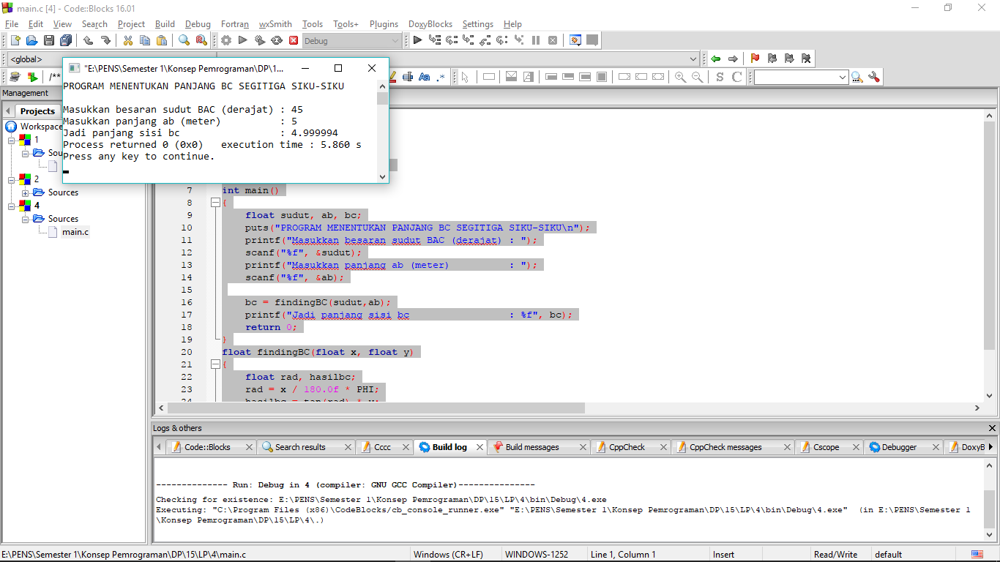 main.c [4] - Code::Blocks 16.01
File Edit View Search Project Build Debug Fortran wxSmith Tools Tools+ Plugins DoxyBlocks Settings Help
Debug
<global>
/**
"E:\PENS\Semester 1\Konsep Pemrograman\DP\1...
PROGRAM MENENTUKAN PANJANG BC SEGITIGA SIKU-SIKU
Masukkan besaran sudut BAC (derajat) : 45
Masukkan panjang ab (meter) : 5
Jadi panjang sisi bc : 4.999994
Process returned 0 (0x0) execution time : 5.860 s
Press any key to continue.
Management
Projects
Workspace
1
Sou
2
Sources
4
Sources
main.c
7 int main()
8 {
9 float sudut, ab, bc;
10 puts("PROGRAM MENENTUKAN PANJANG BC SEGITIGA SIKU-SIKU\n");
11 printf("Masukkan besaran sudut BAC (derajat) : ");
12 scanf("%f", &sudut);
13 printf("Masukkan panjang ab (meter) : ");
14 scanf("%f", &ab);
15
16 bc = findingBC(sudut,ab);
17 printf("Jadi panjang sisi bc : %f", bc);
18 return 0;
19 }
20 float findingBC(float x, float y)
21 {
22 float rad, hasilbc;
23 rad = x / 180.0f * PHI;
24 hasilbc = tan(rad) * y;
Logs & others
Code::Blocks Search results Cccc Build log Build messages CppCheck CppCheck messages Cscope Debugger DoxyB
-------------- Run: Debug in 4 (compiler: GNU GCC Compiler)---------------
Checking for existence: E:\PENS\Semester 1\Konsep Pemrograman\DP\15\LP\4\bin\Debug\4.exe
Executing: "C:\Program Files (x86)\CodeBlocks/cb_console_runner.exe" "E:\PENS\Semester 1\Konsep Pemrograman\DP\15\LP\4\bin\Debug\4.exe" (in E:\PENS\Semester 1
\Konsep Pemrograman\DP\15\LP\4\.)
E:\PENS\Semester 1\Konsep Pemrograman\DP\15\LP\4\main.c Windows (CR+LF) WINDOWS-1252 Line 1, Column 1 Insert Read/Write default